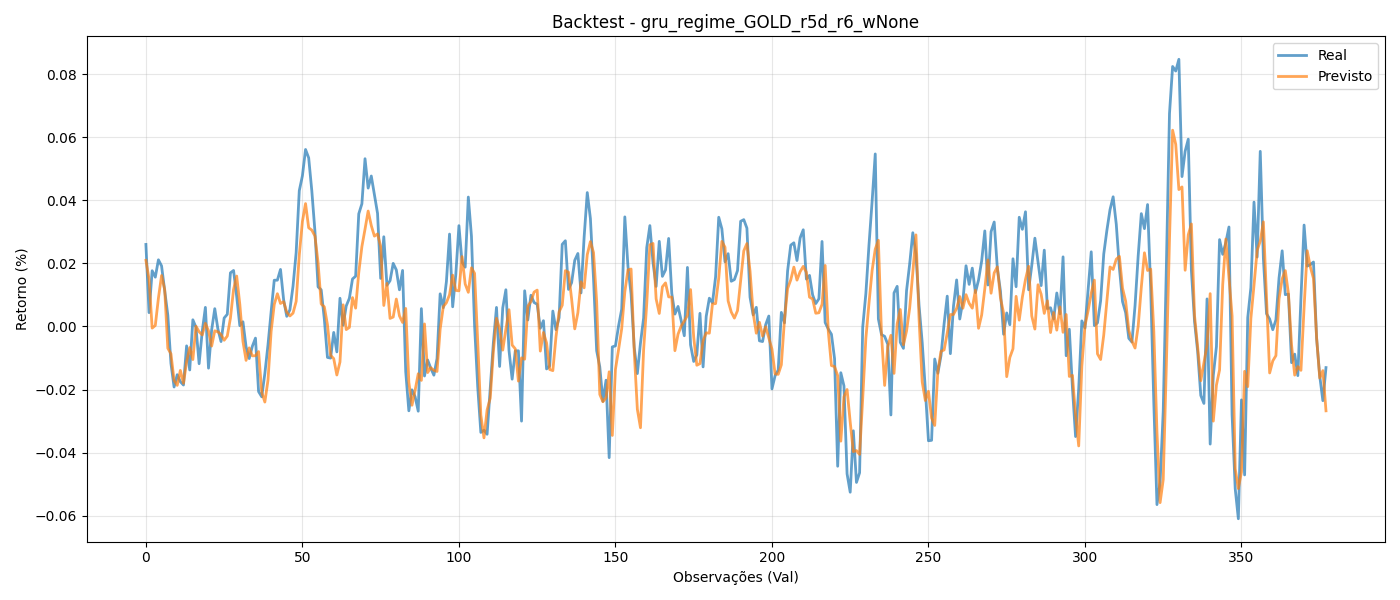 Backtest - gru_regime_GOLD_r5d_r6_wNone
Real
Previsto
Retorno (%)
0.08
0.06
0.04
0.02
0.00
−0.02
−0.04
−0.06
0 50 100 150 200 250 300 350
Observações (Val)